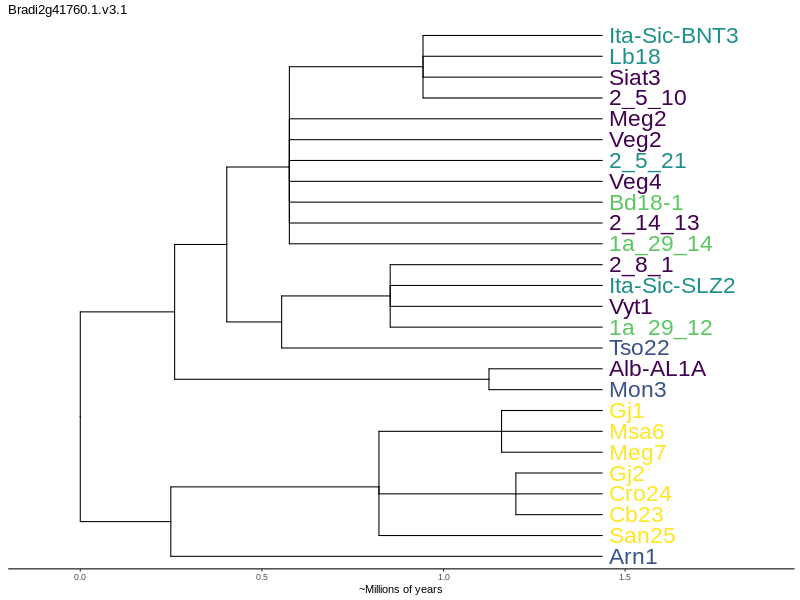 Bradi2g41760.1.v3.1
Ita-Sic-BNT3
Lb18
Siat3
2_5_10
Meg2
Veg2
2_5_21
Veg4
Bd18-1
2_14_13
1a_29_14
2_8_1
Ita-Sic-SLZ2
Vyt1
1a_29_12
Tso22
Alb-AL1A
Mon3
Gj1
Msa6
Meg7
Gj2
Cro24
Cb23
San25
Arn1
0.0 0.5 1.0 1.5
~Millions of years